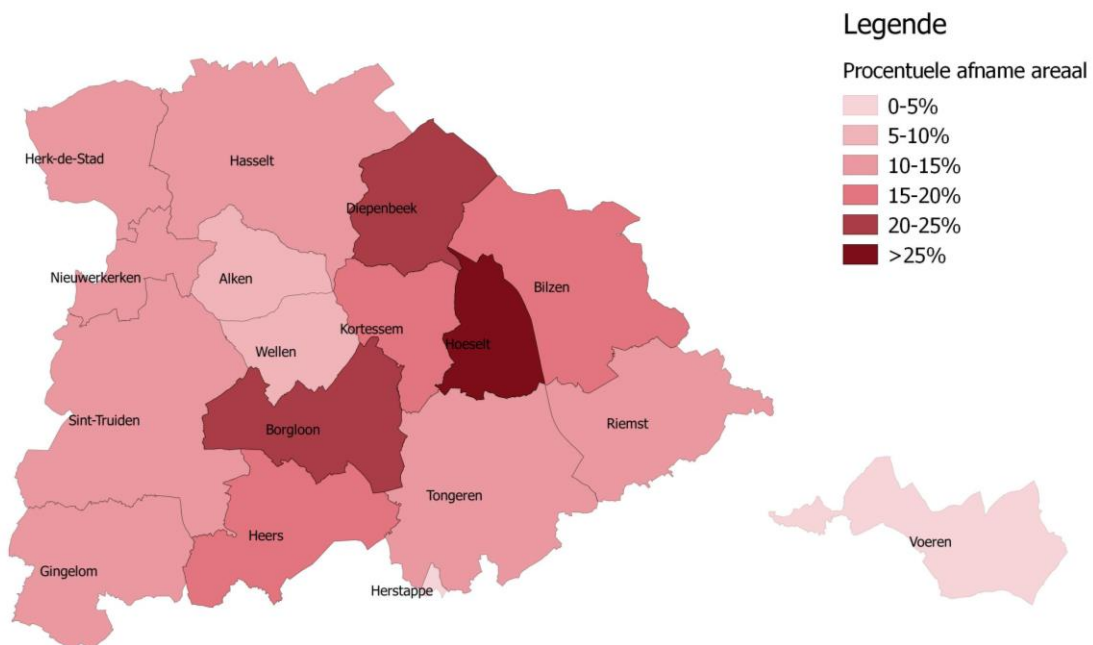 Legende
Procentuele afname areaal
0-5%
5-10%
10-15%
15-20%
20-25%
>25%
Herk-de-Stad
Hasselt
Diepenbeek
Nieuwerkerken
Alken
Bilzen
Kortessem
Hoeselt
Wellen
Sint-Truiden
Borgloon
Riemst
Tongeren
Heers
Voeren
Gingelom
Herstappe